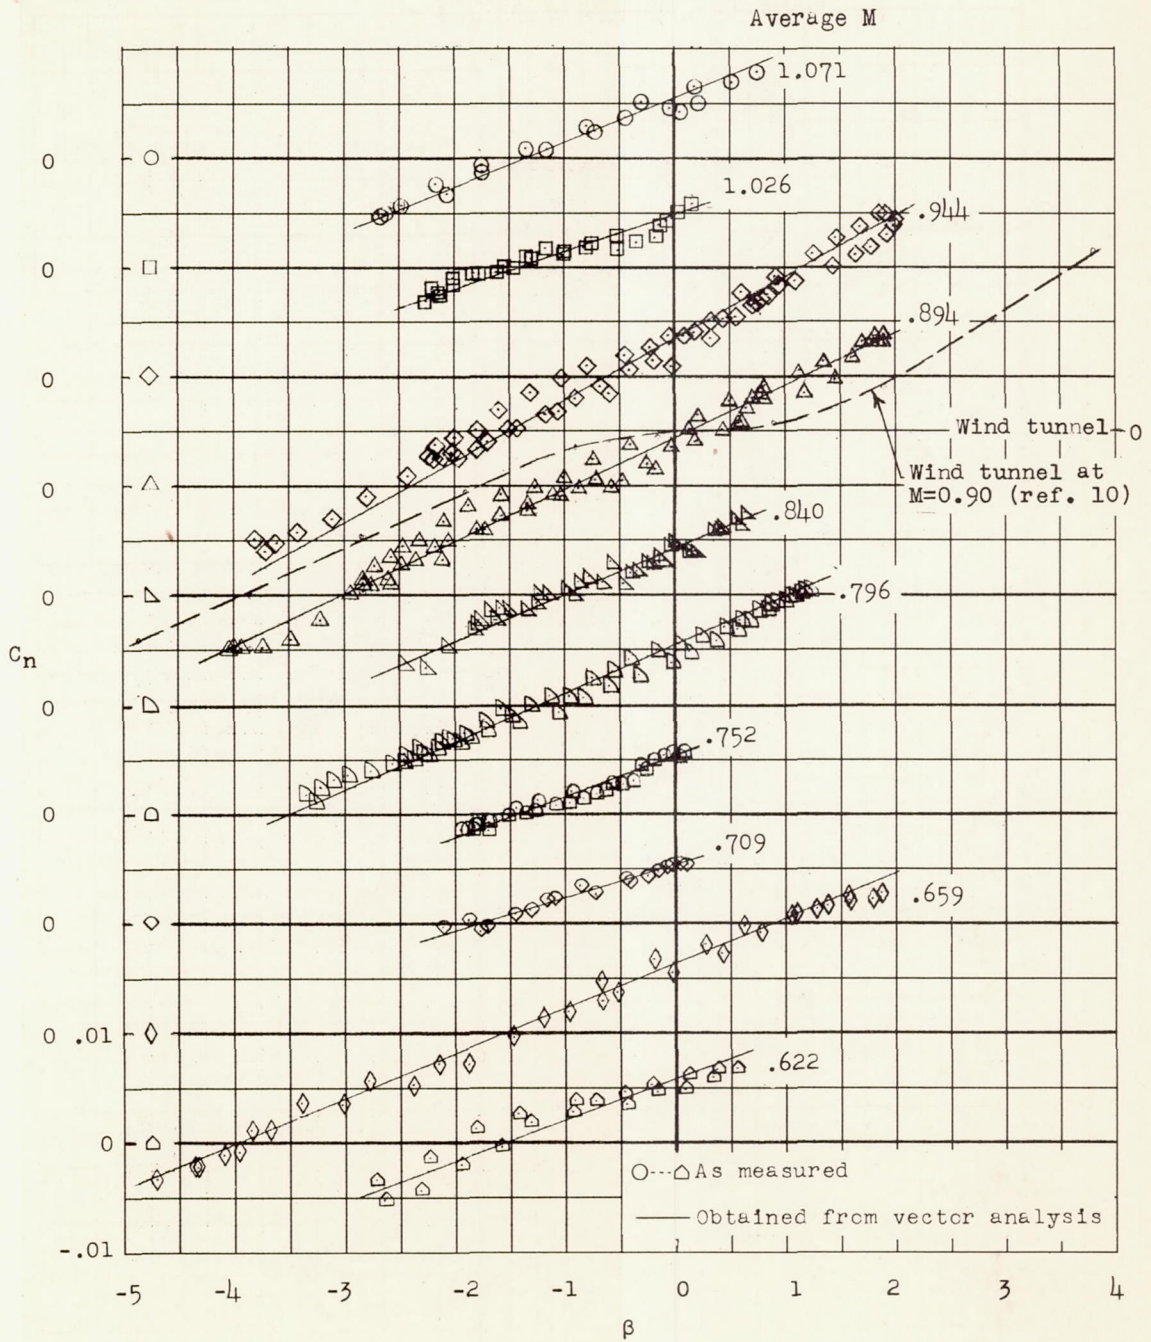 Average M
1.071
0
1.026
.944
0
.894
0
Wind tunnel 0
Wind tunnel at
M=0.90 (ref. 10)
0
.840
0
.796
Cn
0
.752
0
.709
0
.659
0 .01
.622
0
O---⌂ As measured
Obtained from vector analysis
-.01
-5 -4 -3 -2 -1 0 1 2 3 4
β